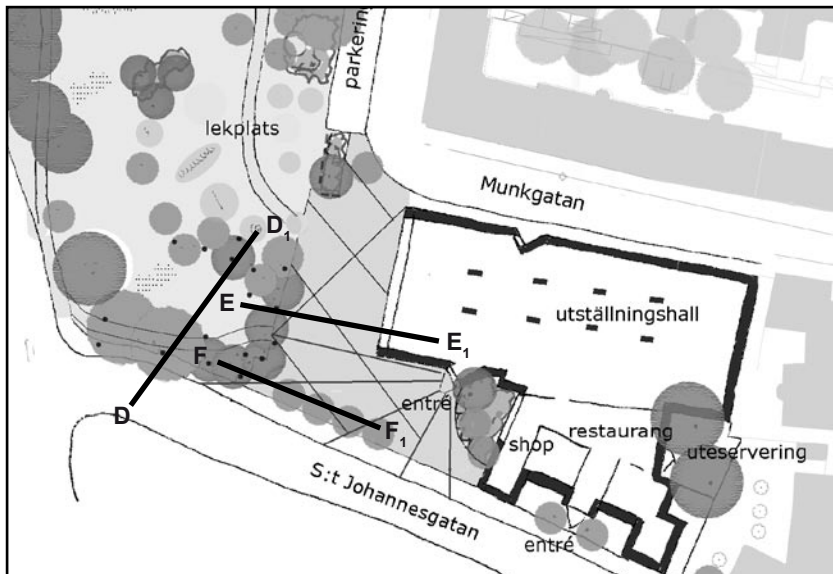 parkering
lekplats
Munkgatan
D1
E
E1
utställningshall
F
D
entré
F1
shop
restaurang
uteservering
S:t Johannesgatan
entré